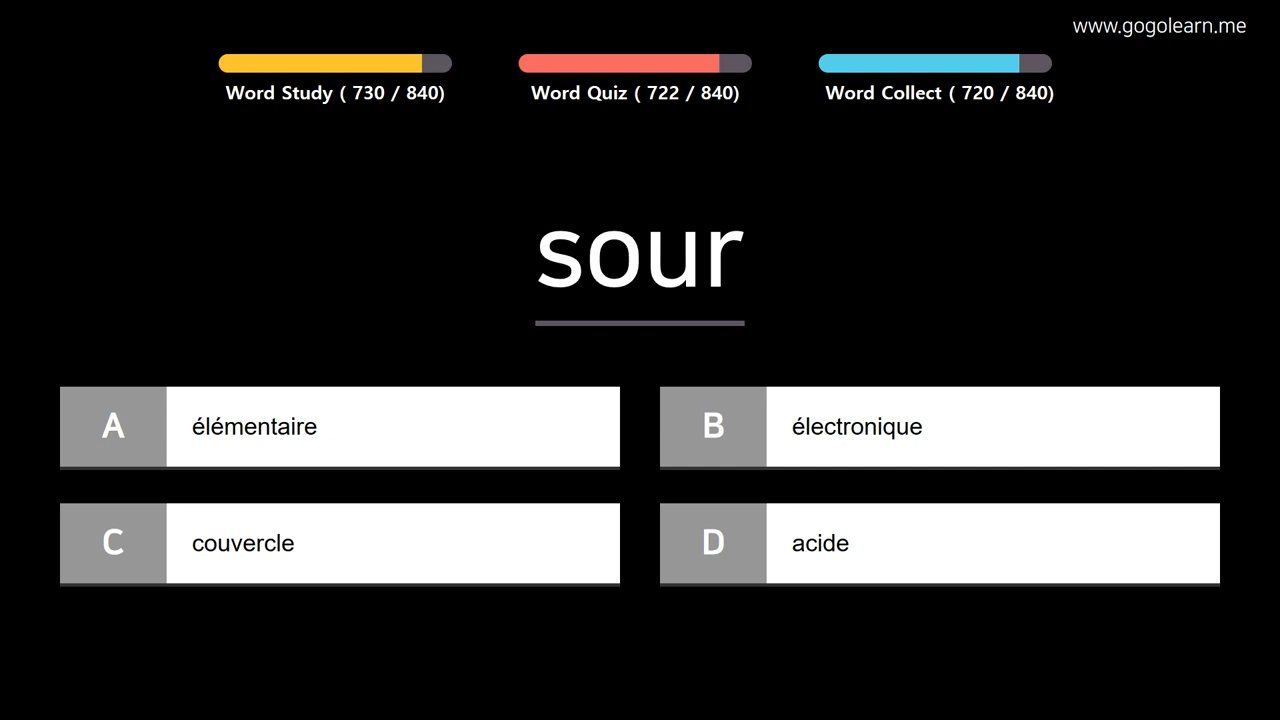 www.gogolearn.me
Word Study ( 730 / 840)
Word Quiz ( 722 / 840)
Word Collect ( 720 / 840)
sour
A élémentaire
B électronique
C couvercle
D acide